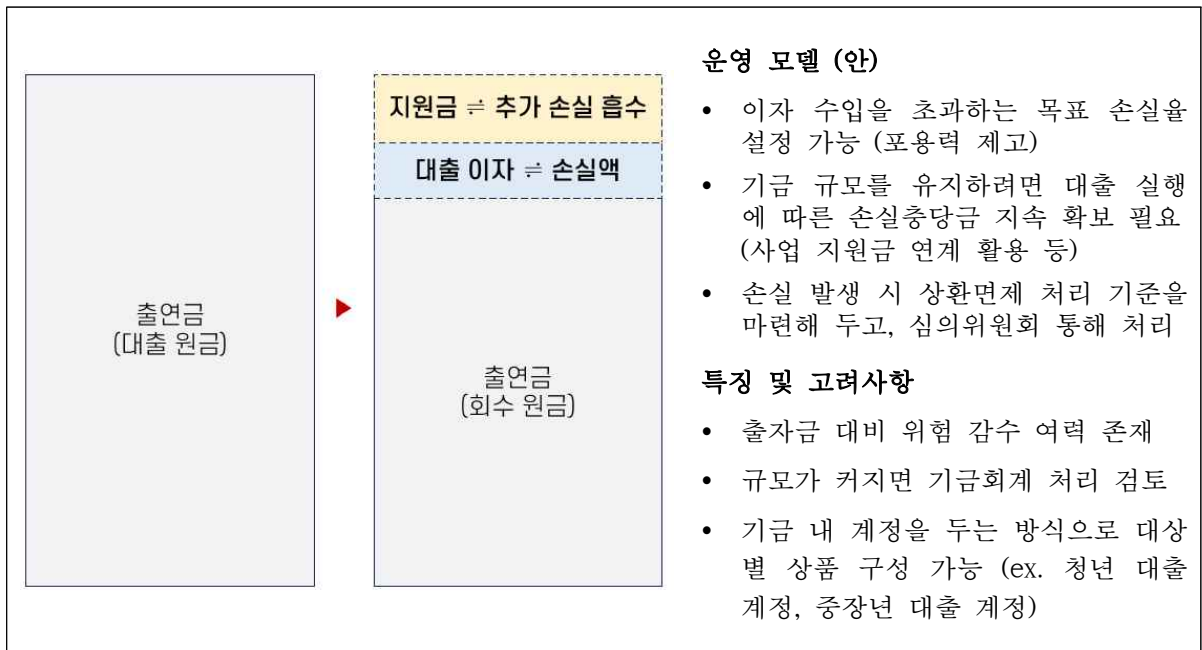 출연금
(대출 원금)
▶
지원금 ≓ 추가 손실 흡수
대출 이자 ≓ 손실액
출연금
(회수 원금)
운영 모델 (안)
• 이자 수입을 초과하는 목표 손실율
설정 가능 (포용력 제고)
• 기금 규모를 유지하려면 대출 실행
에 따른 손실충당금 지속 확보 필요
(사업 지원금 연계 활용 등)
• 손실 발생 시 상환면제 처리 기준을
마련해 두고, 심의위원회 통해 처리
특징 및 고려사항
• 출자금 대비 위험 감수 여력 존재
• 규모가 커지면 기금회계 처리 검토
• 기금 내 계정을 두는 방식으로 대상
별 상품 구성 가능 (ex. 청년 대출
계정, 중장년 대출 계정)